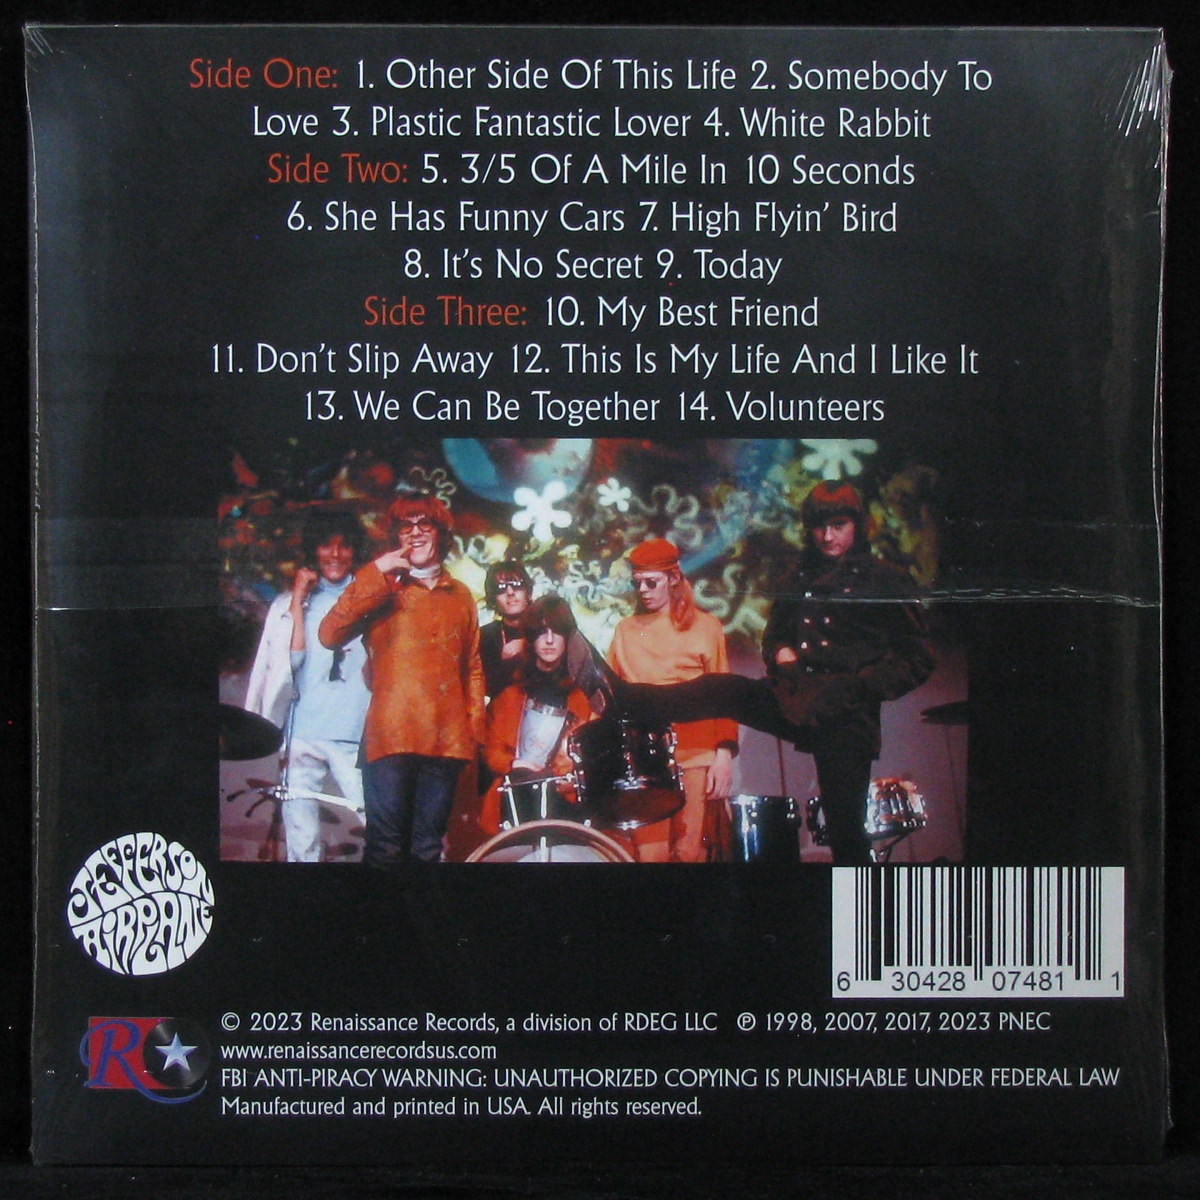 Side One: 1. Other Side Of This Life 2. Somebody To
Love 3. Plastic Fantastic Lover 4. White Rabbit
Side Two: 5. 3/5 Of A Mile In 10 Seconds
6. She Has Funny Cars 7. High Flyin' Bird
8. It's No Secret 9. Today
Side Three: 10. My Best Friend
11. Don't Slip Away 12. This Is My Life And I Like It
13. We Can Be Together 14. Volunteers
JEFFERSON
AIRPLANE
6 30428 07481 1
R
© 2023 Renaissance Records, a division of RDEG LLC ℗ 1998, 2007, 2017, 2023 PNEC
www.renaissancerecordsus.com
FBI ANTI-PIRACY WARNING: UNAUTHORIZED COPYING IS PUNISHABLE UNDER FEDERAL LAW
Manufactured and printed in USA. All rights reserved.